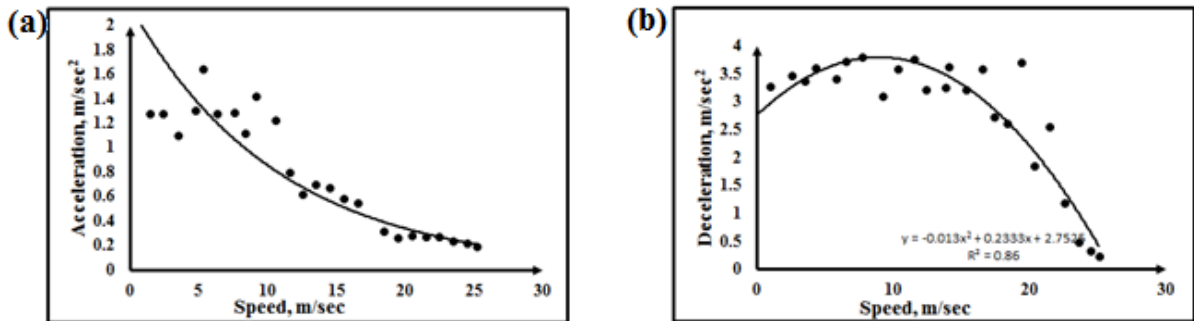 (a)
Acceleration, m/sec²
2
1.8
1.6
1.4
1.2
1
0.8
0.6
0.4
0.2
0
0 5 10 15 20 25 30
Speed, m/sec
(b)
Deceleration, m/sec²
4
3.5
3
2.5
2
1.5
1
0.5
0
y = -0.013x² + 0.2333x + 2.7525
R² = 0.86
0 10 20 30
Speed, m/sec